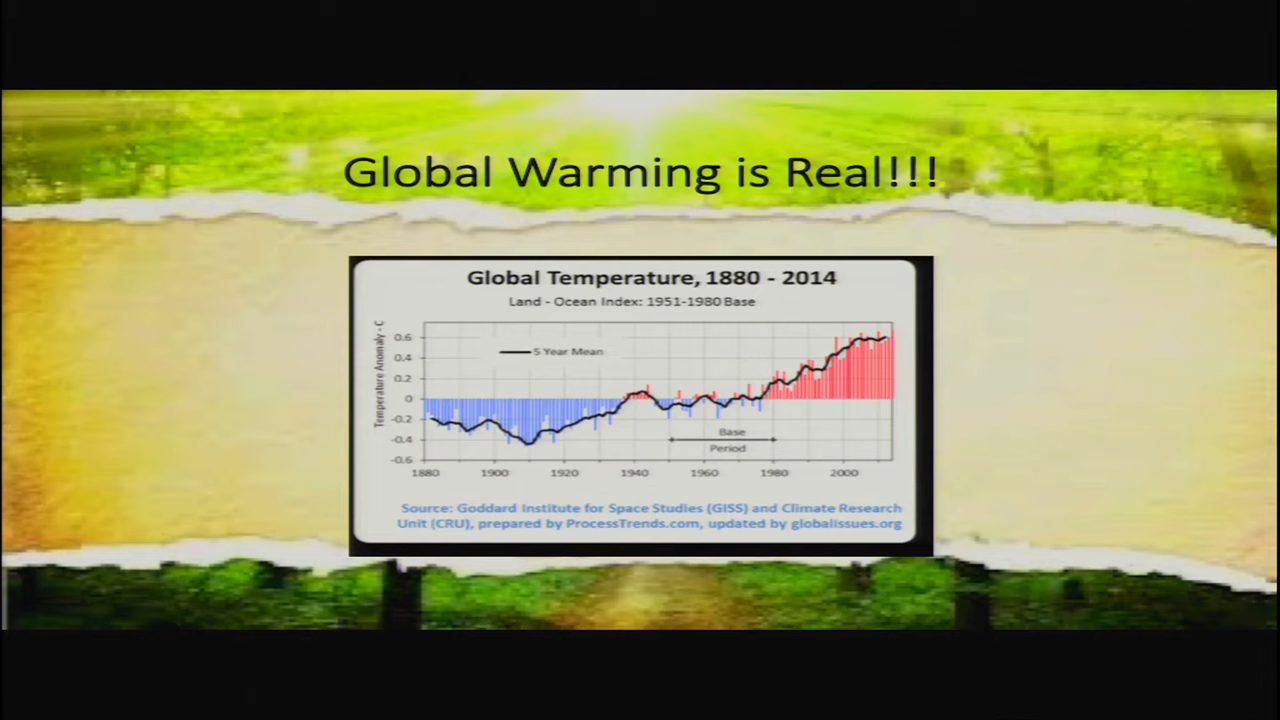 Global Warming is Real!!!
Global Temperature, 1880 - 2014
Land - Ocean Index: 1951-1980 Base
Temperature Anomaly - C
0.6
0.4
0.2
0
-0.2
-0.4
-0.6
5 Year Mean
Base
Period
1880 1900 1920 1940 1960 1980 2000
Source: Goddard Institute for Space Studies (GISS) and Climate Research
Unit (CRU), prepared by ProcessTrends.com, updated by globalissues.org